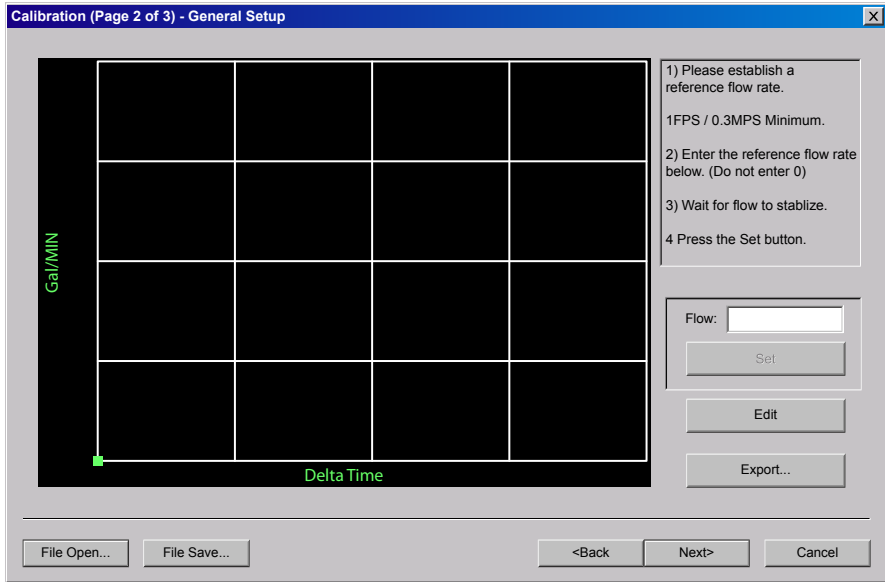 Calibration (Page 2 of 3) - General Setup
X
Gal/MIN
Delta Time
1) Please establish a
reference flow rate.
1FPS / 0.3MPS Minimum.
2) Enter the reference flow rate
below. (Do not enter 0)
3) Wait for flow to stablize.
4 Press the Set button.
Flow:
Set
Edit
Export...
File Open...
File Save...
<Back
Next>
Cancel